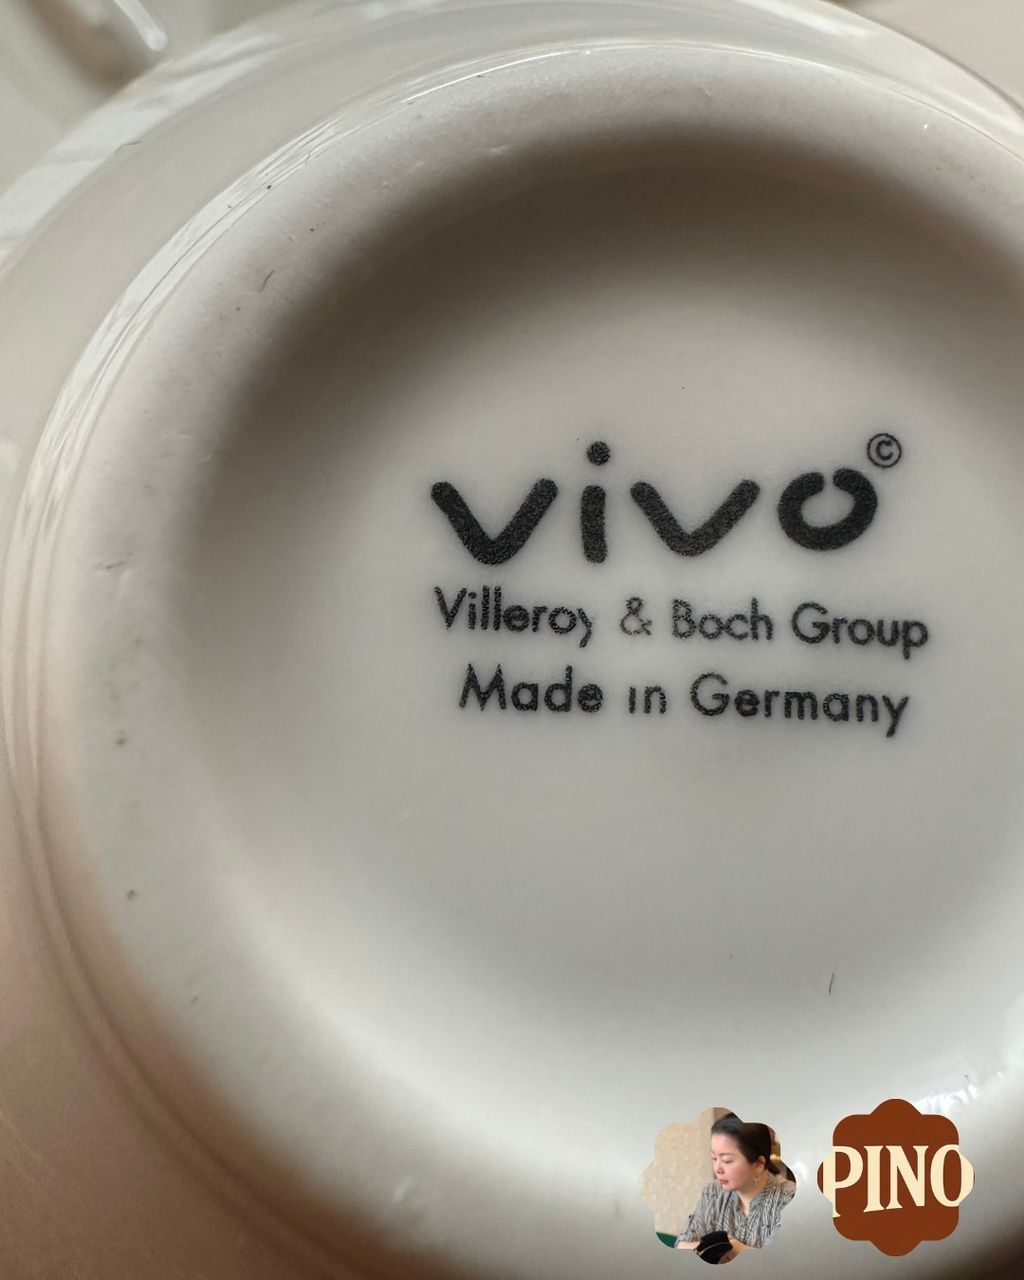 vivo©
Villeroy & Boch Group
Made in Germany
PINO